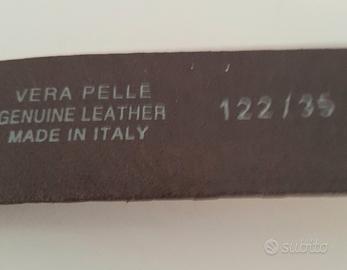 VERA PELLE
GENUINE LEATHER
MADE IN ITALY
122/35
subito